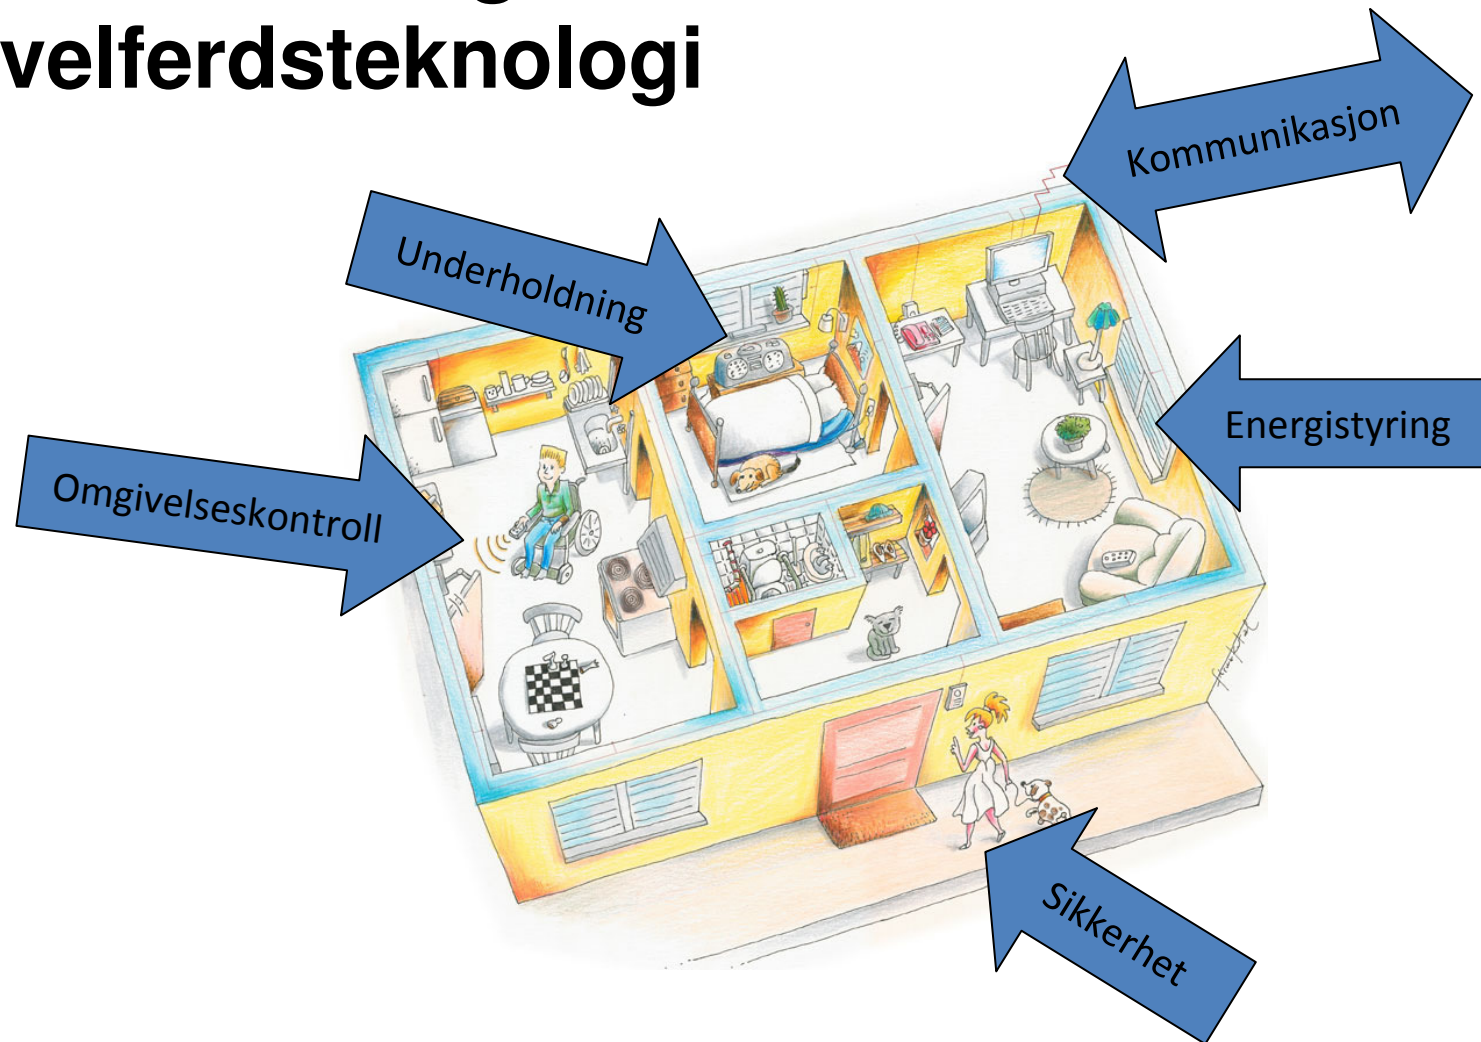 velferdsteknologi
Kommunikasjon
Underholdning
Energistyring
Omgivelseskontroll
Sikkerhet